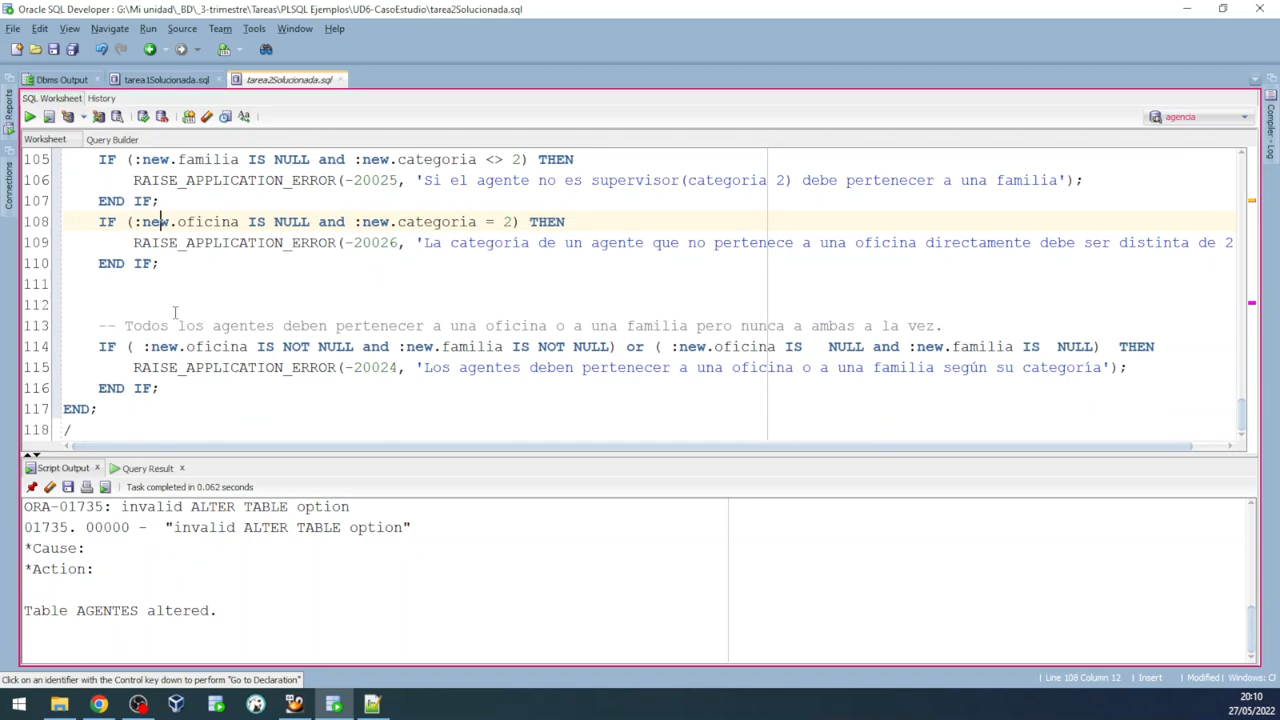 Oracle SQL Developer : G:\Mi unidad\_BD\_3-trimestre\Tareas\PLSQL Ejemplos\UD6-CasoEstudio\tarea2Solucionada.sql
File Edit View Navigate Run Source Team Tools Window Help
Dbms Output tarea1Solucionada.sql tarea2Solucionada.sql
SQL Worksheet History
agencia
Worksheet Query Builder
Reports
Connections
Compiler - Log
105 IF (:new.familia IS NULL and :new.categoria <> 2) THEN
106 RAISE_APPLICATION_ERROR(-20025, 'Si el agente no es supervisor(categoria 2) debe pertenecer a una familia');
107 END IF;
108 IF (:new.oficina IS NULL and :new.categoria = 2) THEN
109 RAISE_APPLICATION_ERROR(-20026, 'La categoría de un agente que no pertenece a una oficina directamente debe ser distinta de 2
110 END IF;
111
112
113 -- Todos los agentes deben pertenecer a una oficina o a una familia pero nunca a ambas a la vez.
114 IF ( :new.oficina IS NOT NULL and :new.familia IS NOT NULL) or ( :new.oficina IS NULL and :new.familia IS NULL) THEN
115 RAISE_APPLICATION_ERROR(-20024, 'Los agentes deben pertenecer a una oficina o a una familia según su categoría');
116 END IF;
117 END;
118 /
Script Output Query Result
Task completed in 0.062 seconds
ORA-01735: invalid ALTER TABLE option
01735. 00000 - "invalid ALTER TABLE option"
*Cause:
*Action:
Table AGENTES altered.
Click on an identifier with the Control key down to perform "Go to Declaration"
Line 108 Column 12 Insert Modified Windows: Cl
20:10
27/05/2022